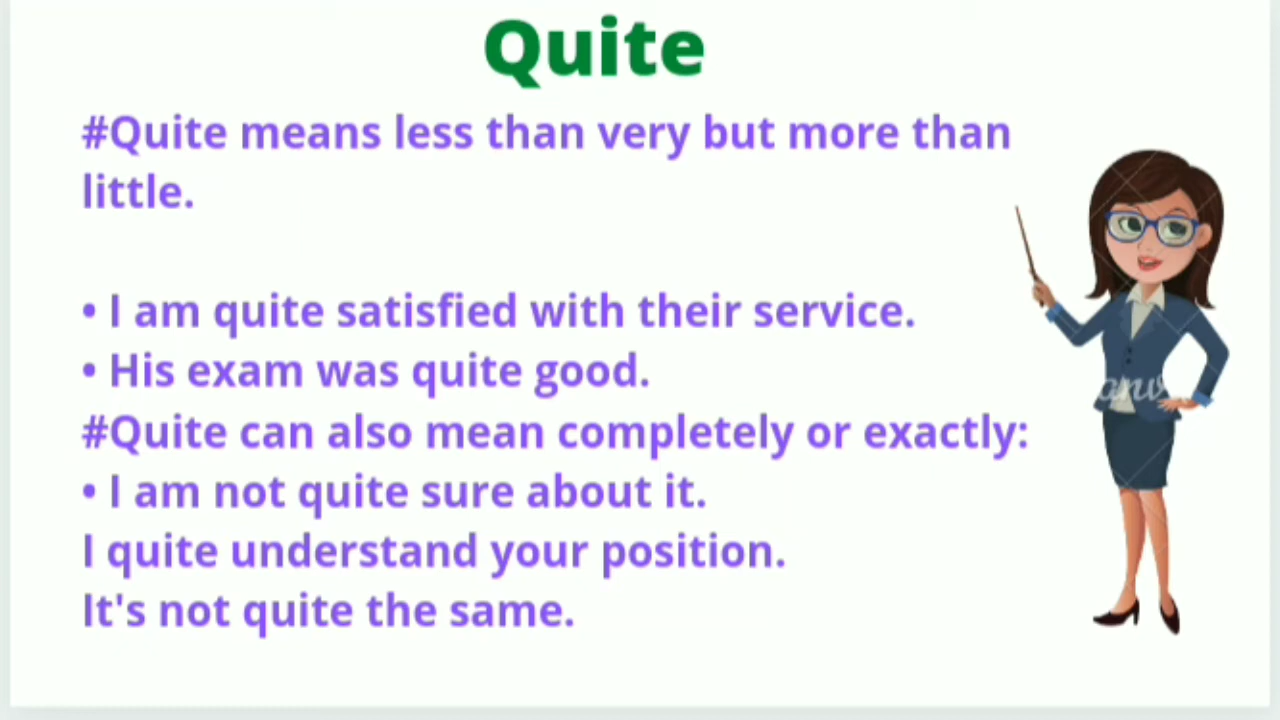 Quite
#Quite means less than very but more than
little.
• I am quite satisfied with their service.
• His exam was quite good.
#Quite can also mean completely or exactly:
• I am not quite sure about it.
I quite understand your position.
It's not quite the same.